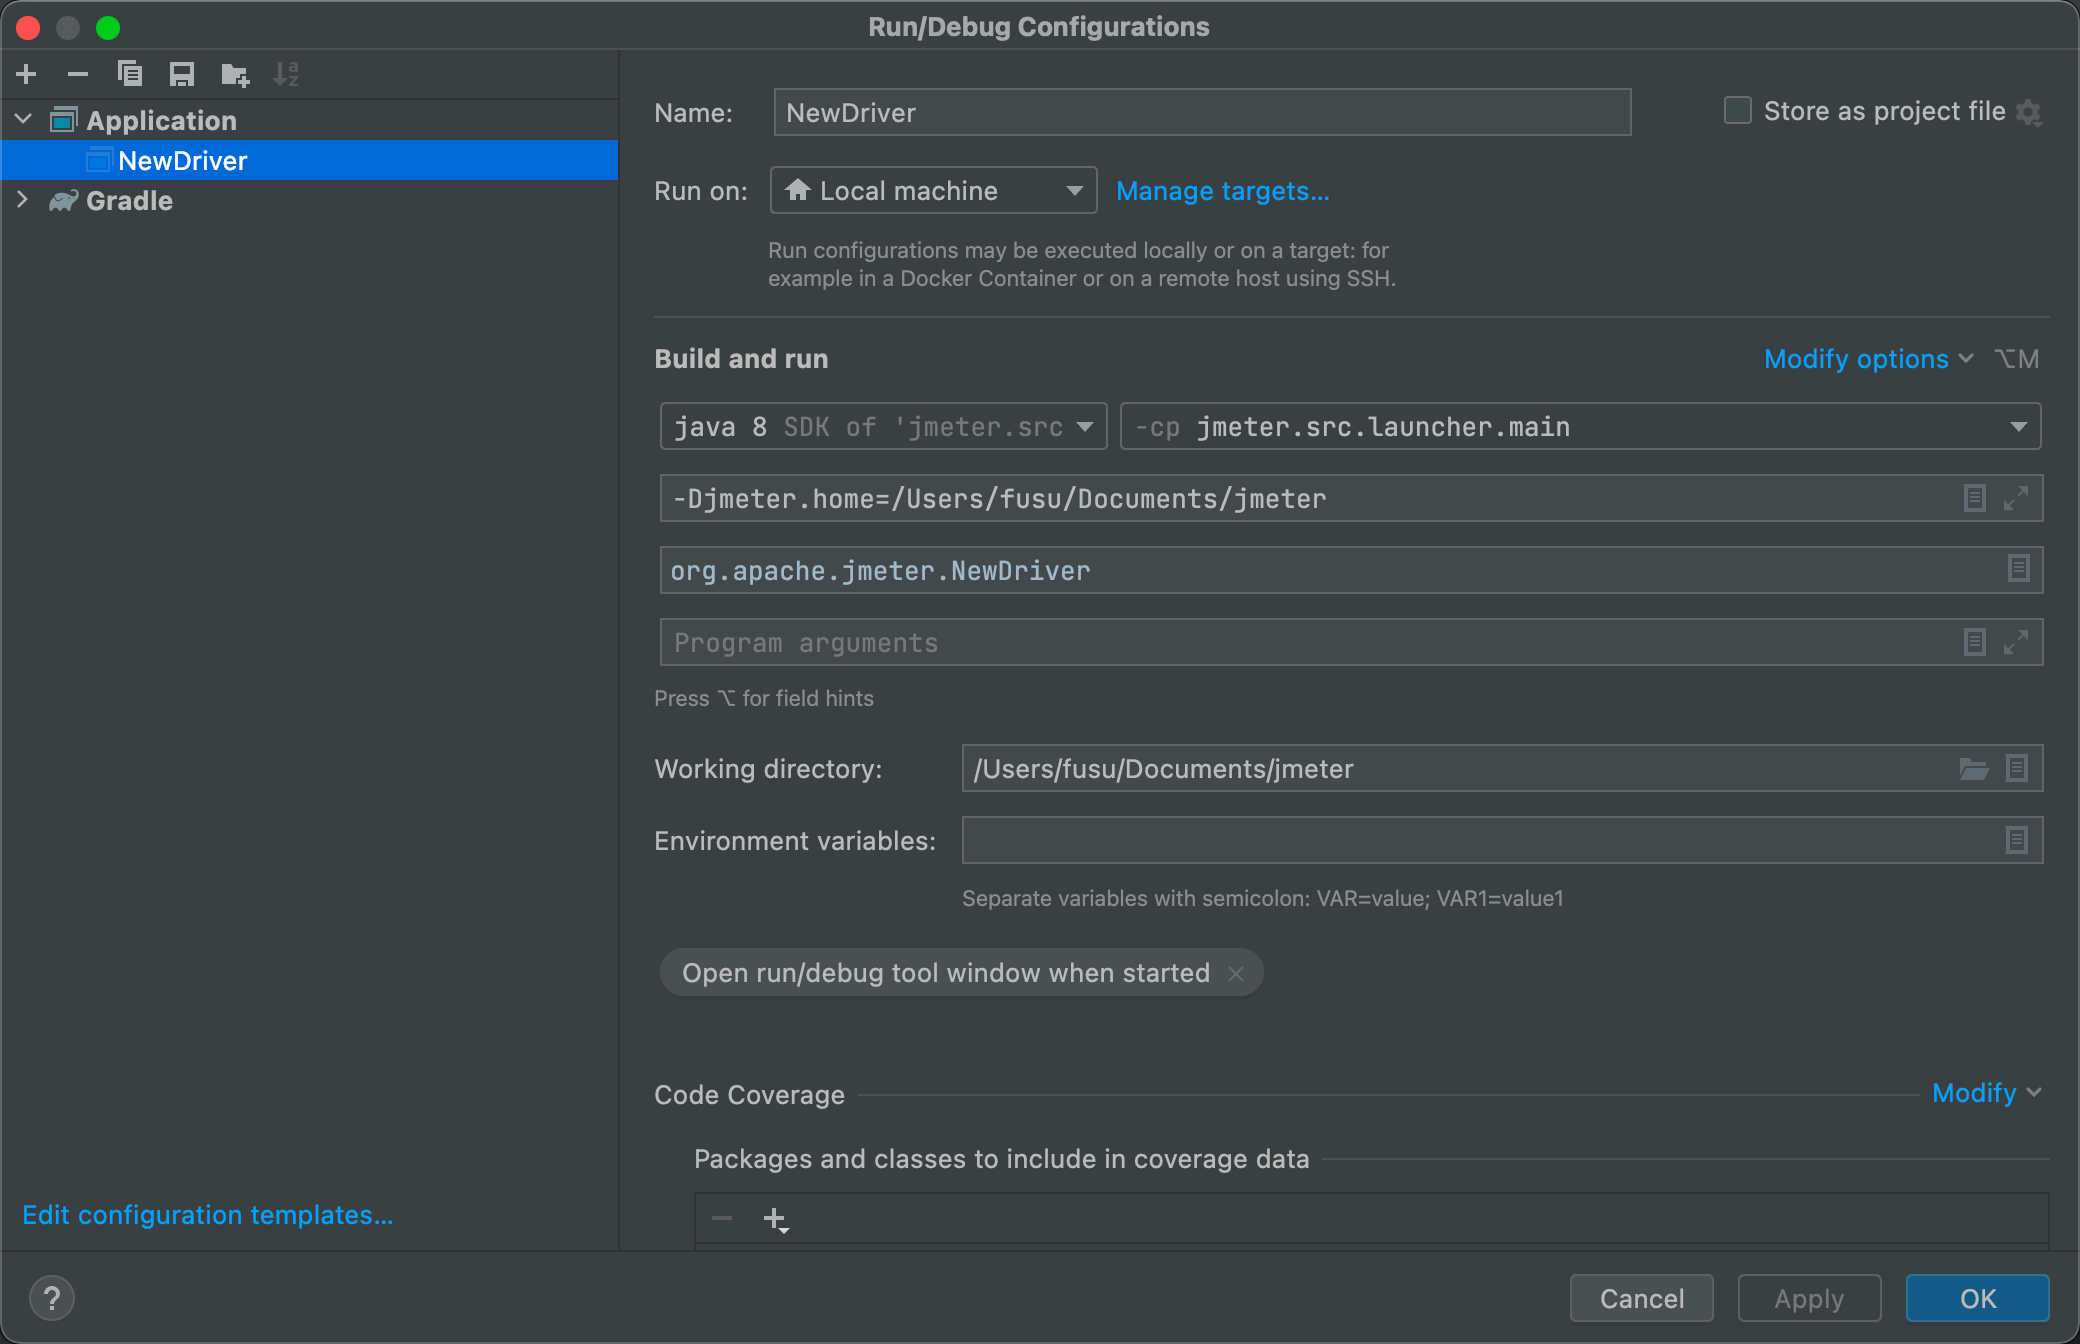 Run/Debug Configurations
Application
NewDriver
Gradle
Edit configuration templates...
Name: NewDriver
Store as project file
Run on: Local machine Manage targets...
Run configurations may be executed locally or on a target: for
example in a Docker Container or on a remote host using SSH.
Build and run
Modify options ⌥M
java 8 SDK of 'jmeter.src
-cp jmeter.src.launcher.main
-Djmeter.home=/Users/fusu/Documents/jmeter
org.apache.jmeter.NewDriver
Program arguments
Press ⌥ for field hints
Working directory: /Users/fusu/Documents/jmeter
Environment variables:
Separate variables with semicolon: VAR=value; VAR1=value1
Open run/debug tool window when started
Code Coverage
Modify
Packages and classes to include in coverage data
?
Cancel
Apply
OK